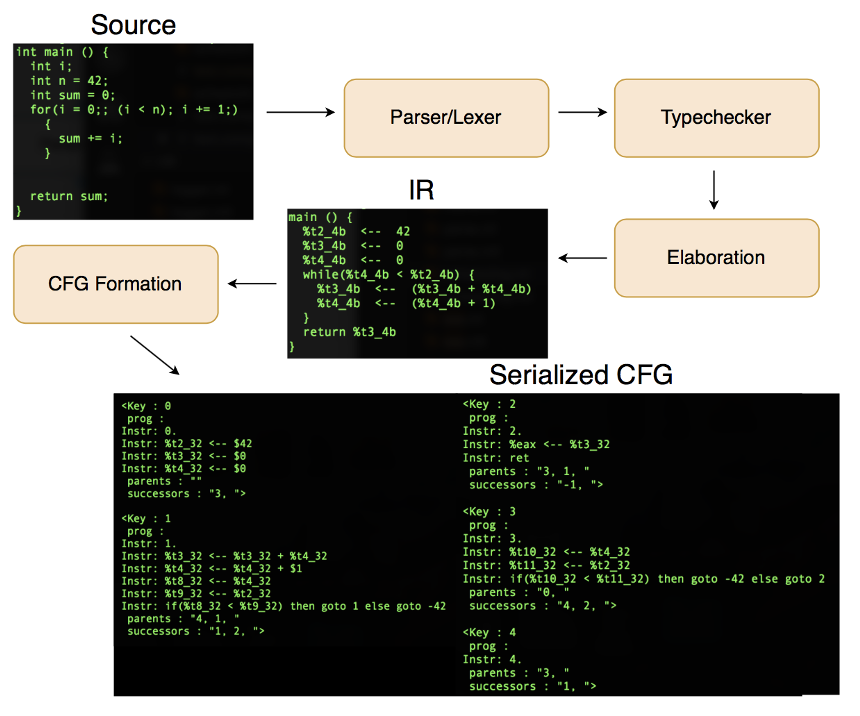 Source
int main () {
int i;
int n = 42;
int sum = 0;
for(i = 0;; (i < n); i += 1;)
{
sum += i;
}
return sum;
}
Parser/Lexer
Typechecker
Elaboration
IR
main () {
%t2_4b <-- 42
%t3_4b <-- 0
%t4_4b <-- 0
while(%t4_4b < %t2_4b) {
%t3_4b <-- (%t3_4b + %t4_4b)
%t4_4b <-- (%t4_4b + 1)
}
return %t3_4b
}
CFG Formation
Serialized CFG
<Key : 0
prog :
Instr: 0.
Instr: %t2_32 <-- $42
Instr: %t3_32 <-- $0
Instr: %t4_32 <-- $0
parents : ""
successors : "3, ">
<Key : 1
prog :
Instr: 1.
Instr: %t3_32 <-- %t3_32 + %t4_32
Instr: %t4_32 <-- %t4_32 + $1
Instr: %t8_32 <-- %t4_32
Instr: %t9_32 <-- %t2_32
Instr: if(%t8_32 < %t9_32) then goto 1 else goto -42
parents : "4, 1, "
successors : "1, 2, ">
<Key : 2
prog :
Instr: 2.
Instr: %eax <-- %t3_32
Instr: ret
parents : "3, 1, "
successors : "-1, ">
<Key : 3
prog :
Instr: 3.
Instr: %t10_32 <-- %t4_32
Instr: %t11_32 <-- %t2_32
Instr: if(%t10_32 < %t11_32) then goto -42 else goto 2
parents : "0, "
successors : "4, 2, ">
<Key : 4
prog :
Instr: 4.
parents : "3, "
successors : "1, ">